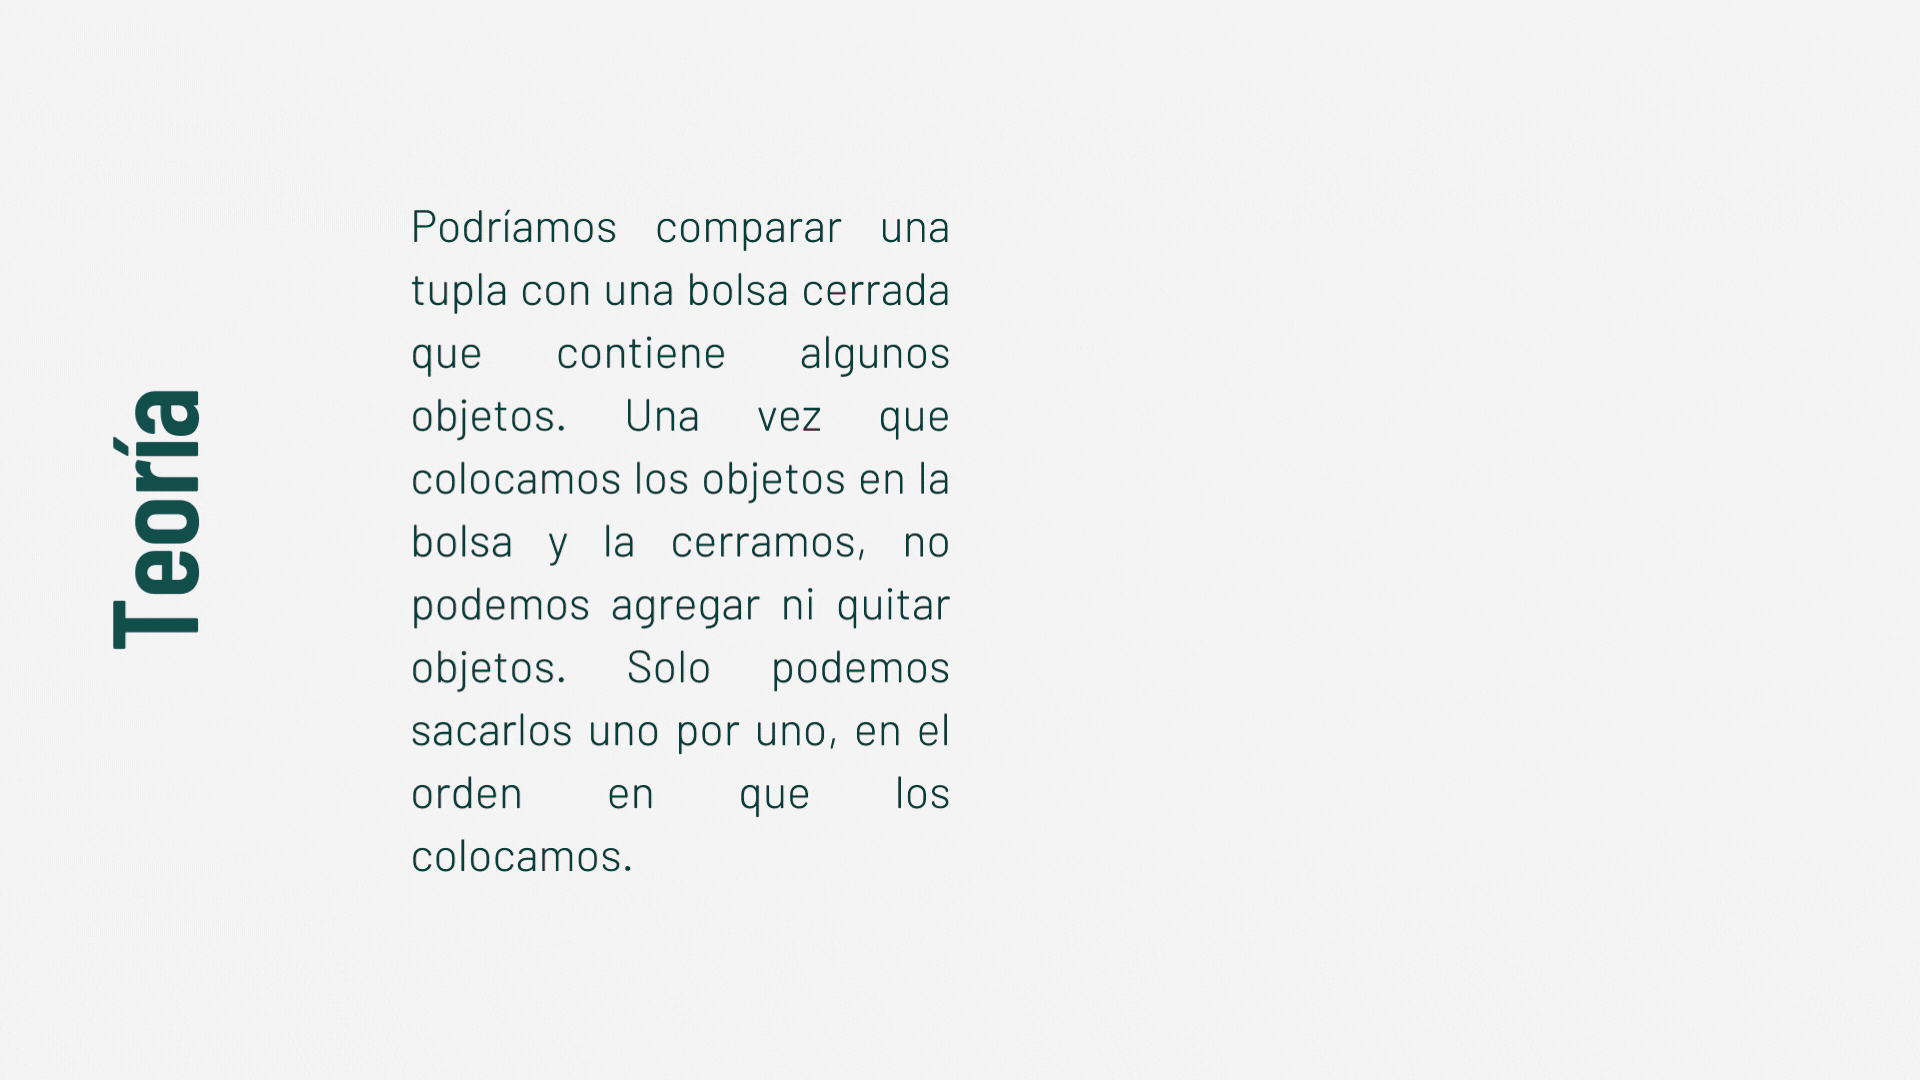 Teoría
Podríamos comparar una
tupla con una bolsa cerrada
que contiene algunos
objetos. Una vez que
colocamos los objetos en la
bolsa y la cerramos, no
podemos agregar ni quitar
objetos. Solo podemos
sacarlos uno por uno, en el
orden en que los
colocamos.